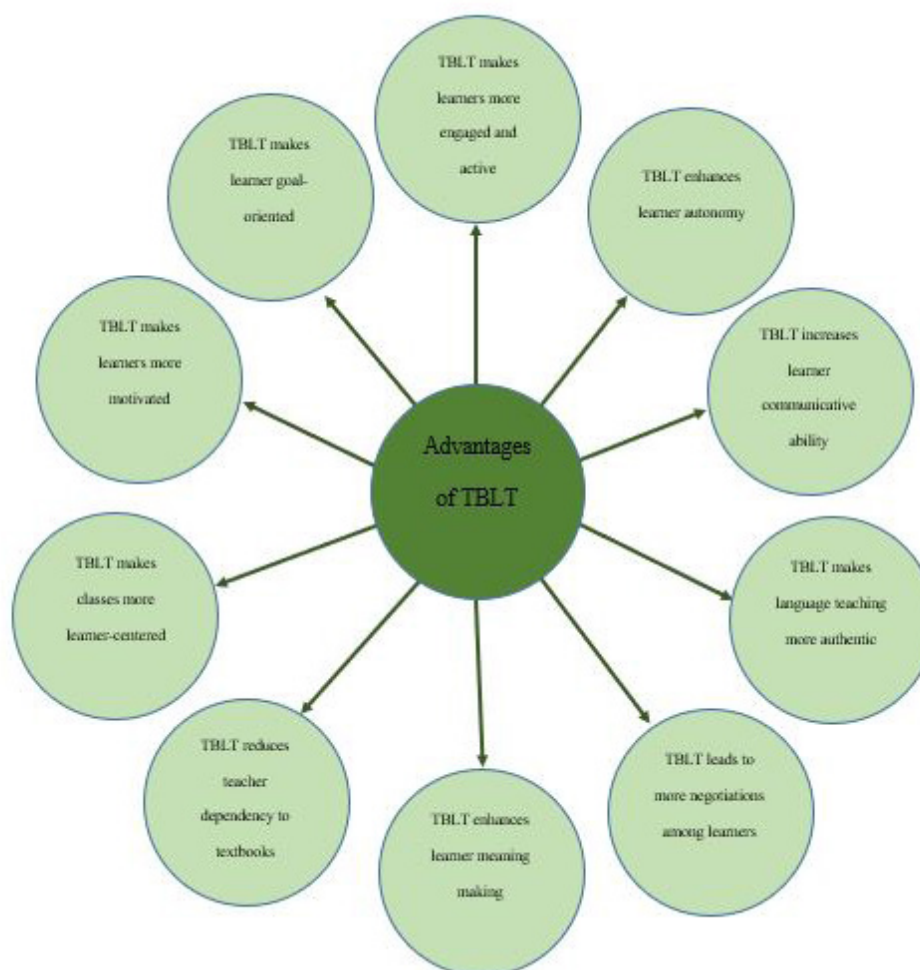 TBLT makes
learners more
engaged and
active
TBLT enhances
learner autonomy
TBLT increases
learner
communicative
ability
TBLT makes
language teaching
more authentic
TBLT leads to
more negotiations
among learners
TBLT enhances
learner meaning
making
TBLT reduces
teacher
dependency to
textbooks
TBLT makes
classes more
learner-centered
TBLT makes
learners more
motivated
TBLT makes
learner goal-
oriented
Advantages
of TBLT